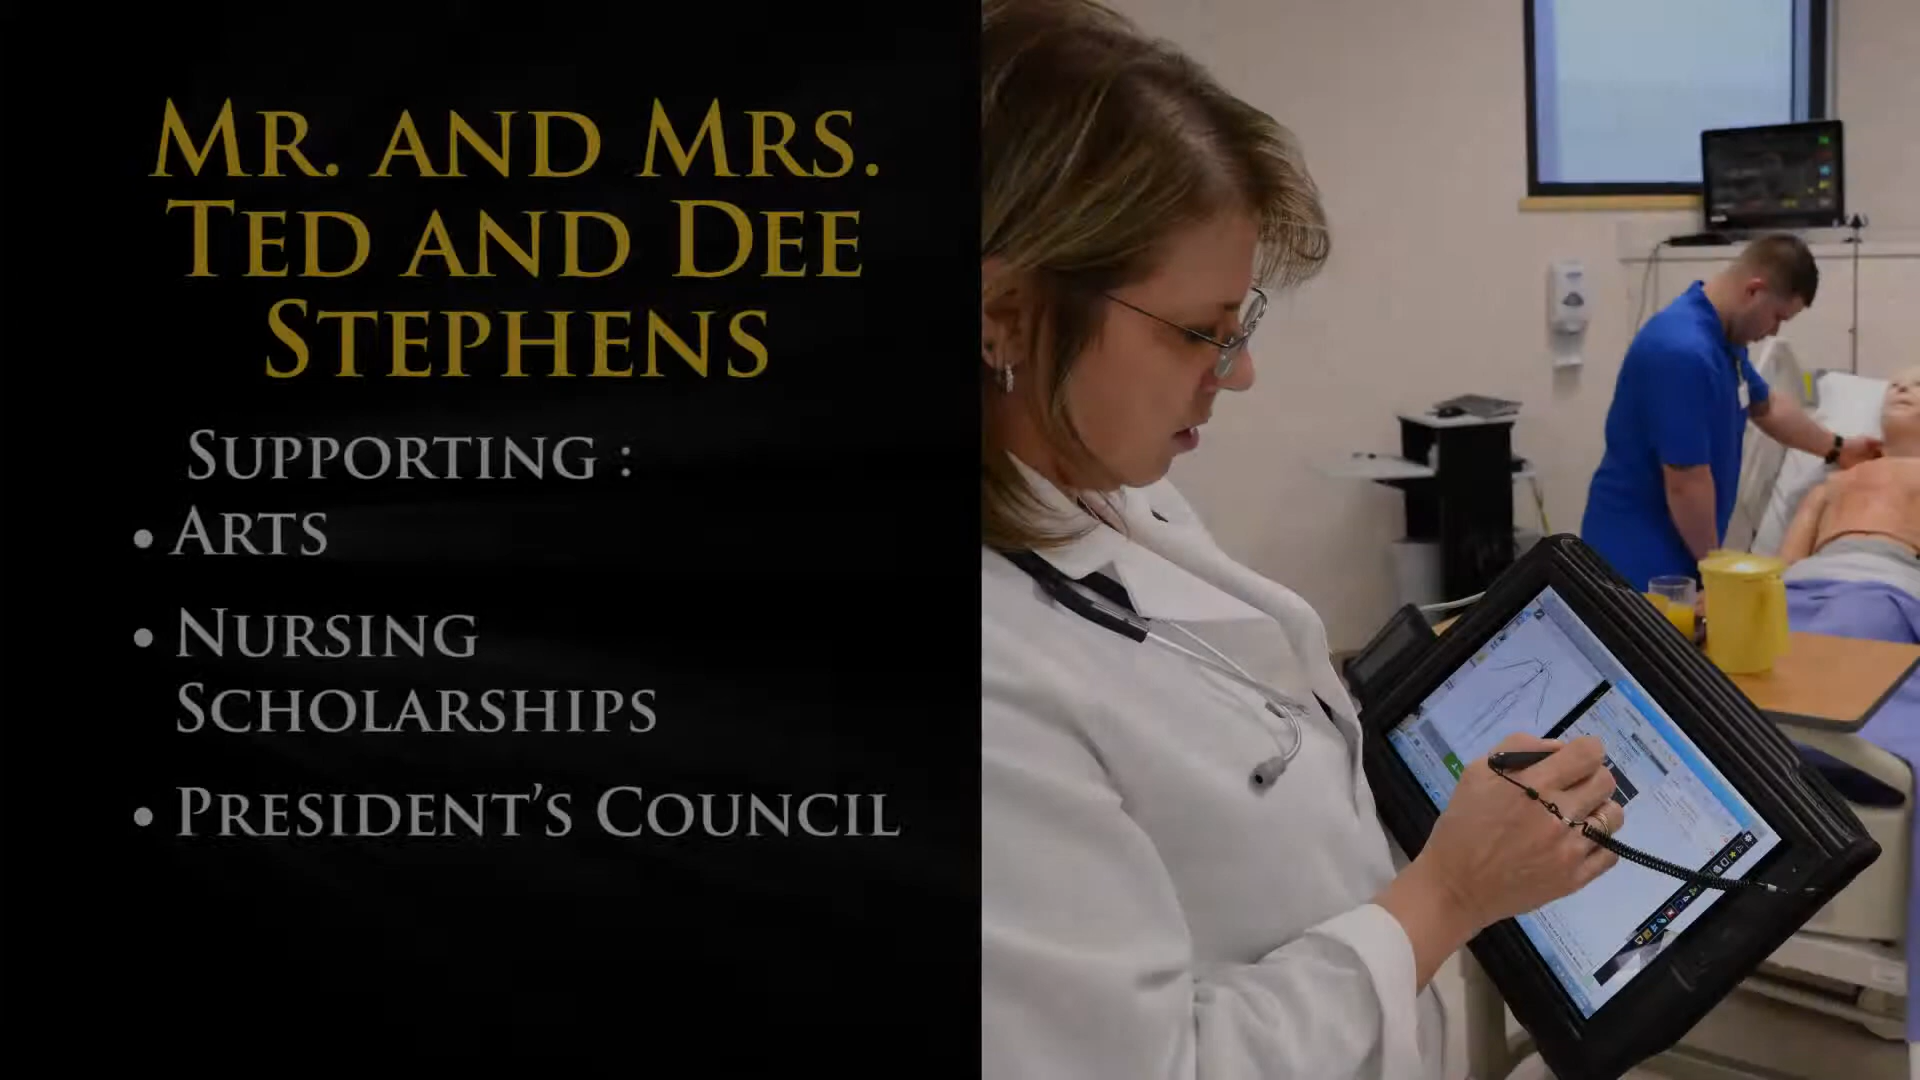 Mr. and Mrs.
Ted and Dee
Stephens
Supporting :
• Arts
• Nursing
Scholarships
• President's Council